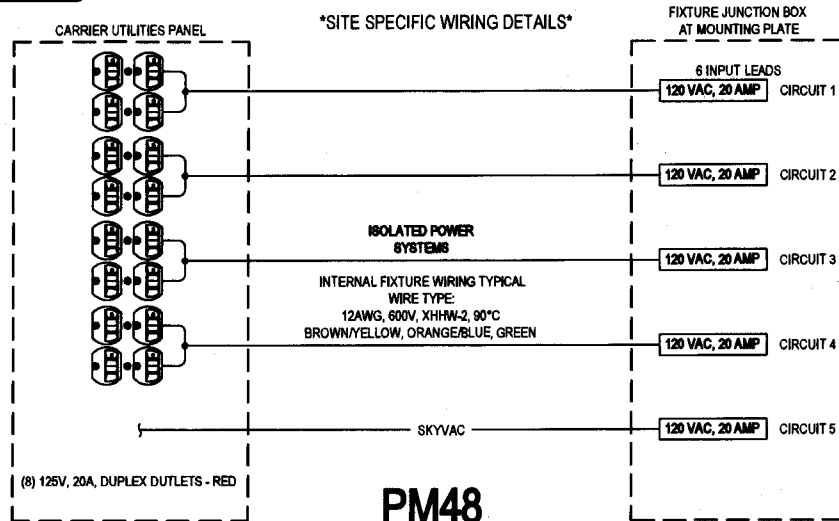 *SITE SPECIFIC WIRING DETAILS*
CARRIER UTILITIES PANEL
FIXTURE JUNCTION BOX
AT MOUNTING PLATE
6 INPUT LEADS
120 VAC, 20 AMP CIRCUIT 1
120 VAC, 20 AMP CIRCUIT 2
ISOLATED POWER
SYSTEMS
120 VAC, 20 AMP CIRCUIT 3
INTERNAL FIXTURE WIRING TYPICAL
WIRE TYPE:
12AWG, 600V, XHHW-2, 90°C
BROWN/YELLOW, ORANGE/BLUE, GREEN
120 VAC, 20 AMP CIRCUIT 4
SKYVAC
120 VAC, 20 AMP CIRCUIT 5
(8) 125V, 20A, DUPLEX DUTLETS - RED
PM48